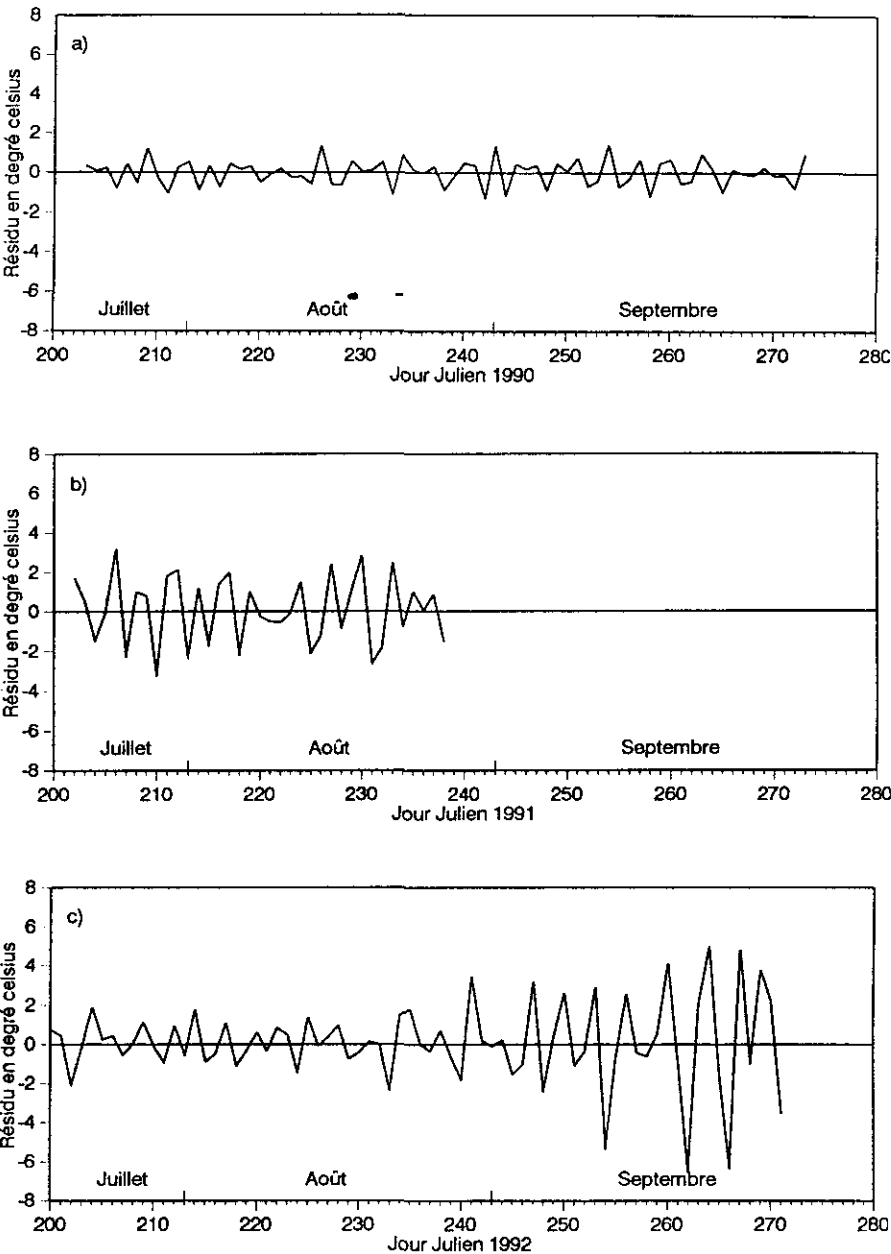 a)
Résidu en degré celsius
8
6
4
2
0
-2
-4
-6
-8
Juillet Août Septembre
200 210 220 230 240 250 260 270 280
Jour Julien 1990
b)
Résidu en degré celsius
8
6
4
2
0
-2
-4
-6
-8
Juillet Août Septembre
200 210 220 230 240 250 260 270 280
Jour Julien 1991
c)
Résidu en degré celsius
8
6
4
2
0
-2
-4
-6
-8
Juillet Août Septembre
200 210 220 230 240 250 260 270 280
Jour Julien 1992